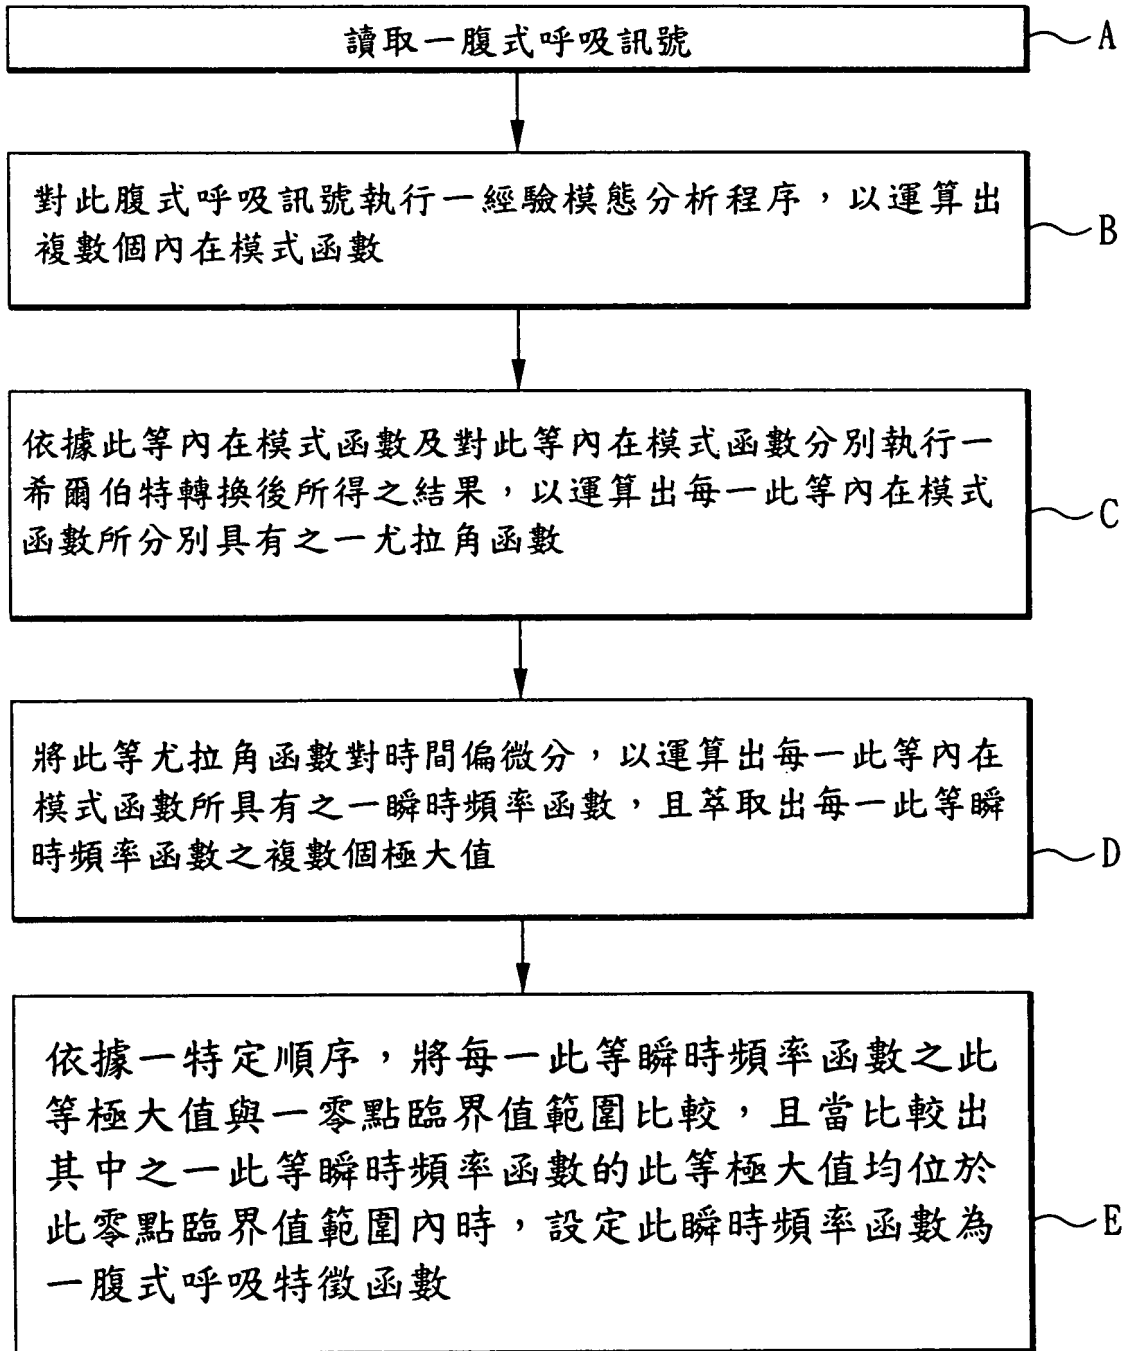 讀取一腹式呼吸訊號
A
對此腹式呼吸訊號執行一經驗模態分析程序，以運算出
複數個內在模式函數
B
依據此等內在模式函數及對此等內在模式函數分別執行一
希爾伯特轉換後所得之結果，以運算出每一此等內在模式
函數所分別具有之一尤拉角函數
C
將此等尤拉角函數對時間偏微分，以運算出每一此等內在
模式函數所具有之一瞬時頻率函數，且萃取出每一此等瞬
時頻率函數之複數個極大值
D
依據一特定順序，將每一此等瞬時頻率函數之此
等極大值與一零點臨界值範圍比較，且當比較出
其中之一此等瞬時頻率函數的此等極大值均位於
此零點臨界值範圍內時，設定此瞬時頻率函數為
一腹式呼吸特徵函數
E